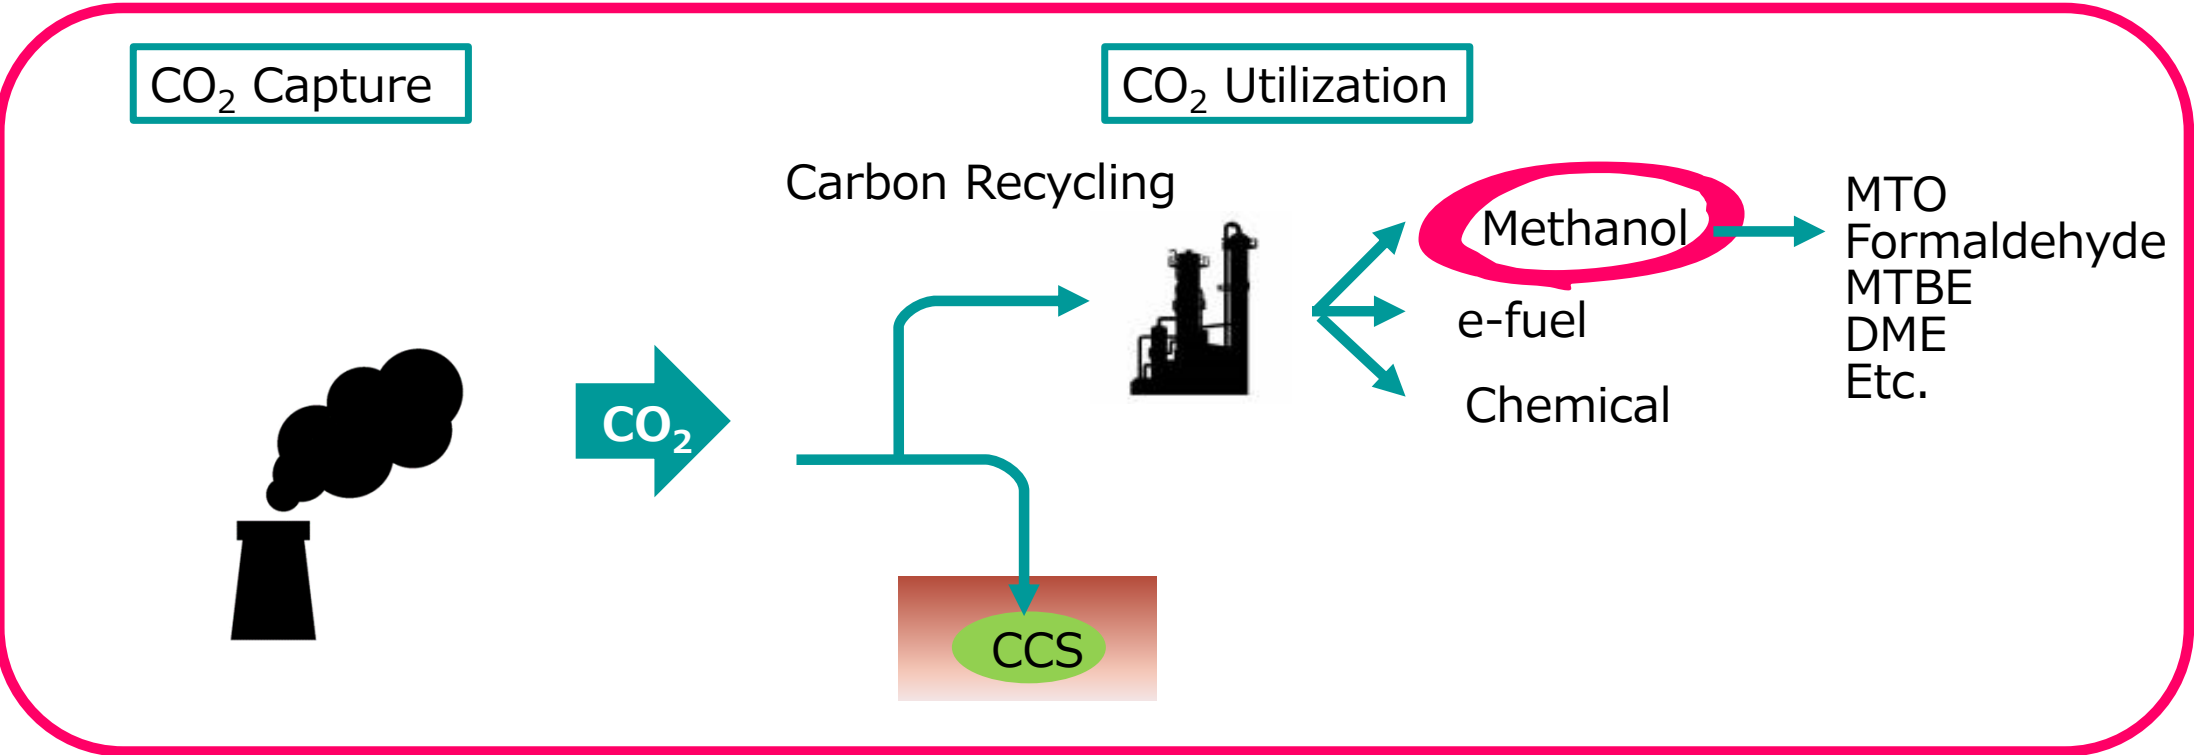 CO₂ Capture
CO₂ Utilization
Carbon Recycling
CO₂
CCS
Methanol
e-fuel
Chemical
MTO
Formaldehyde
MTBE
DME
Etc.